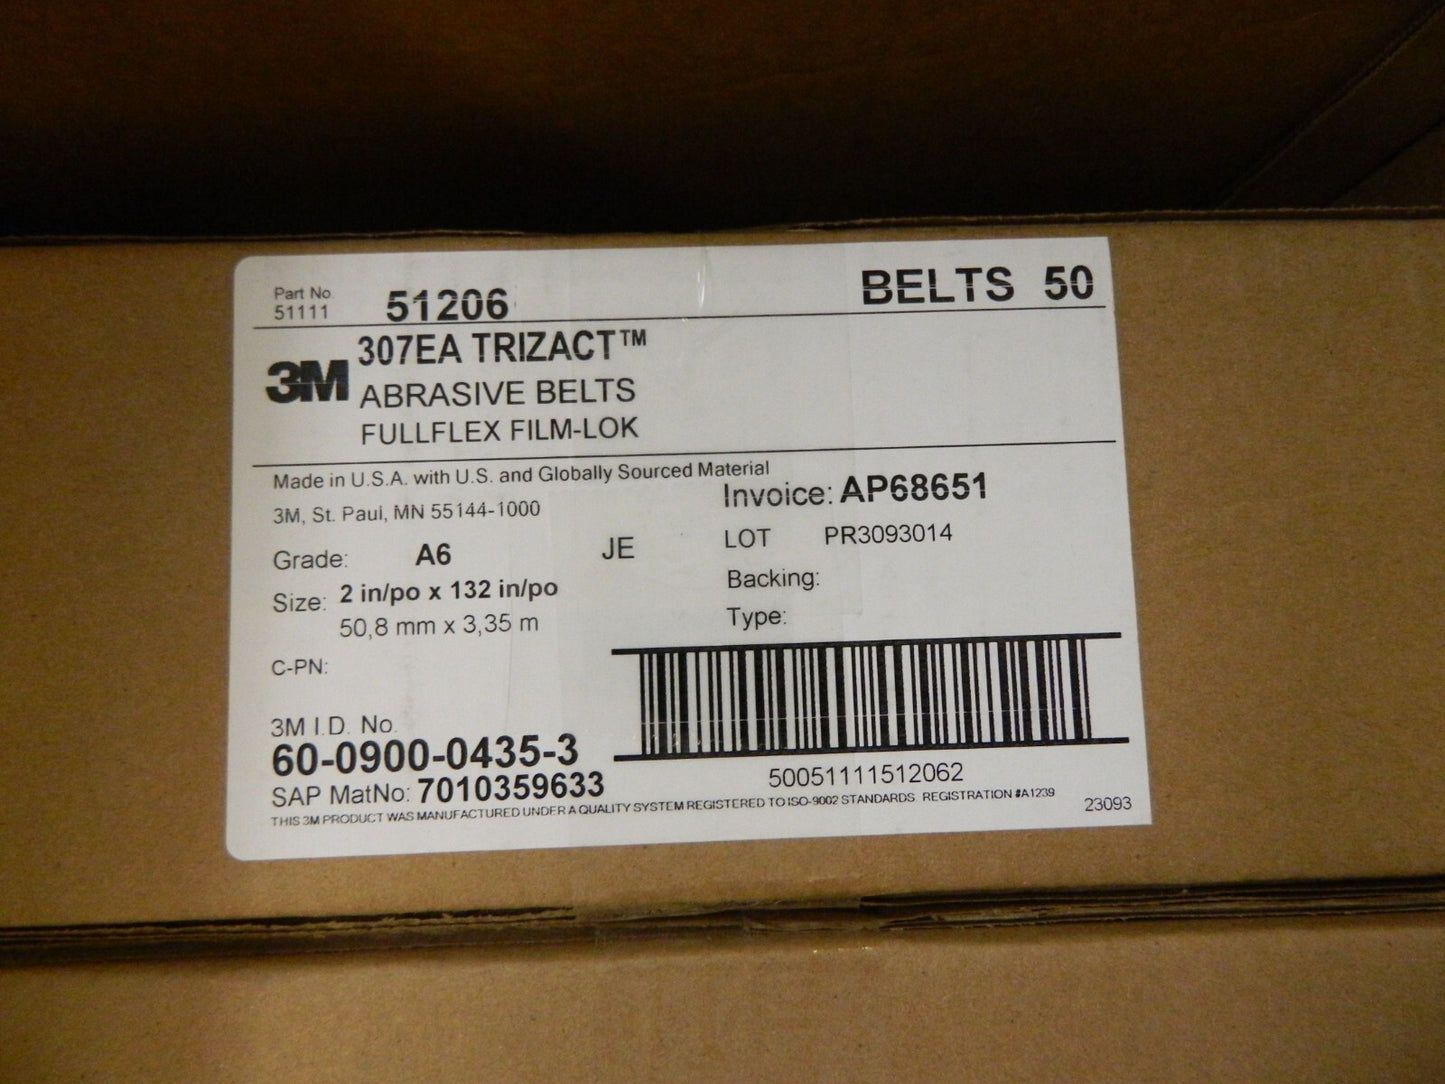 Part No. 51206 BELTS 50
51111
3M 307EA TRIZACT™
ABRASIVE BELTS
FULLFLEX FILM-LOK
Made in U.S.A. with U.S. and Globally Sourced Material
3M, St. Paul, MN 55144-1000
Invoice: AP68651
Grade: A6 JE
LOT PR3093014
Size: 2 in/po x 132 in/po
50,8 mm x 3,35 m
Backing:
Type:
C-PN:
3M I.D. No.
60-0900-0435-3
SAP MatNo: 7010359633
50051111512062
THIS 3M PRODUCT WAS MANUFACTURED UNDER A QUALITY SYSTEM REGISTERED TO ISO-9002 STANDARDS REGISTRATION #A1239
23093